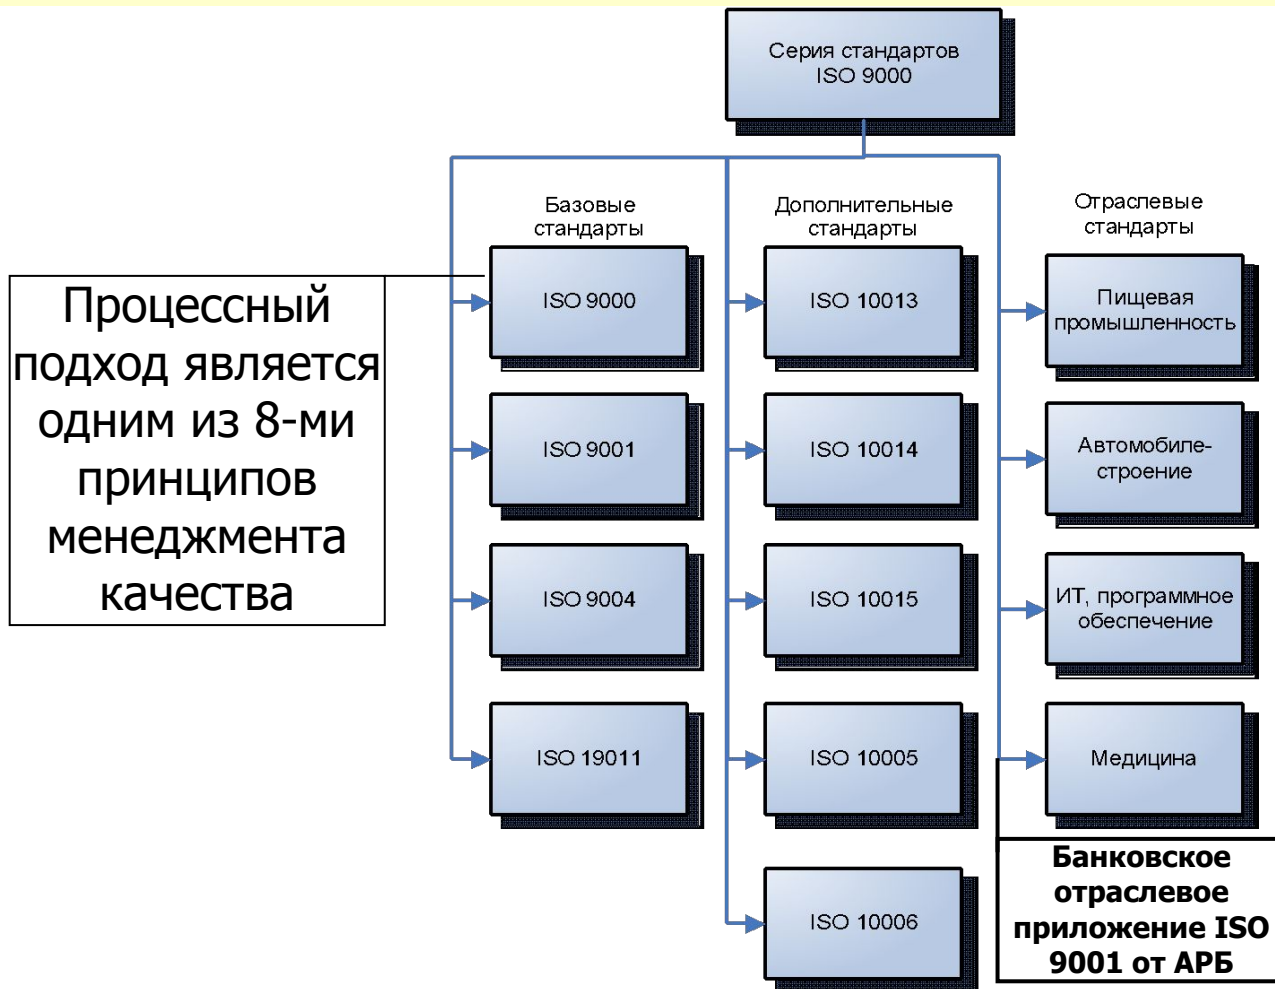 Серия стандартов
ISO 9000
Базовые
стандарты
Дополнительные
стандарты
Отраслевые
стандарты
Процессный
подход является
одним из 8-ми
принципов
менеджмента
качества
ISO 9000
ISO 9001
ISO 9004
ISO 19011
ISO 10013
ISO 10014
ISO 10015
ISO 10005
ISO 10006
Пищевая
промышленность
Автомобиле-
строение
ИТ, программное
обеспечение
Медицина
Банковское
отраслевое
приложение ISO
9001 от АРБ